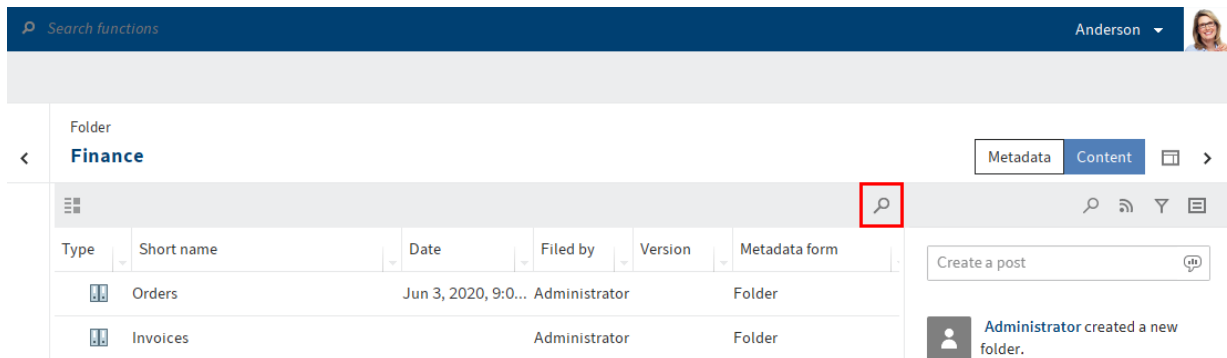 Search functions
Anderson
Folder
Finance
Metadata Content
Type Short name Date Filed by Version Metadata form
Create a post
Orders Jun 3, 2020, 9:0... Administrator Folder
Invoices Administrator Folder
Administrator created a new
folder.